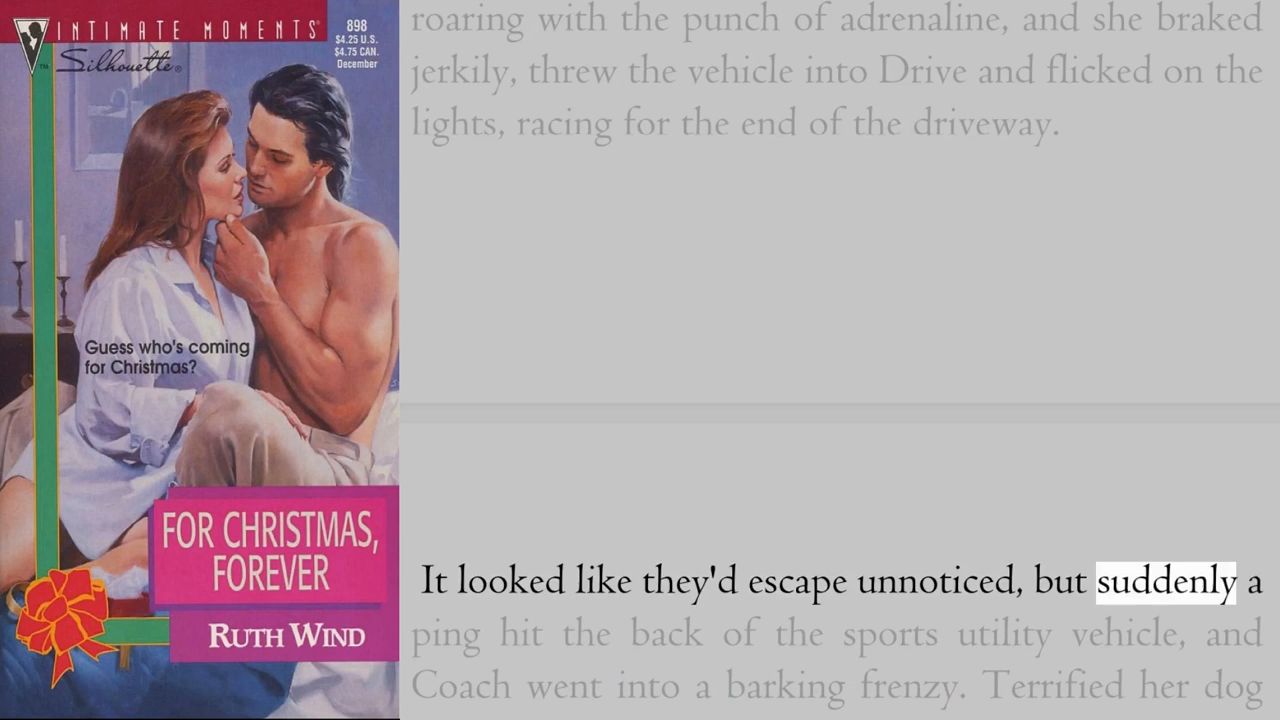 INTIMATE MOMENTS®
Silhouette®
TM
898
$4.25 U.S.
$4.75 CAN.
December
Guess who's coming
for Christmas?
FOR CHRISTMAS,
FOREVER
RUTH WIND
roaring with the punch of adrenaline, and she braked
jerkily, threw the vehicle into Drive and flicked on the
lights, racing for the end of the driveway.
It looked like they'd escape unnoticed, but suddenly a
ping hit the back of the sports utility vehicle, and
Coach went into a barking frenzy. Terrified her dog